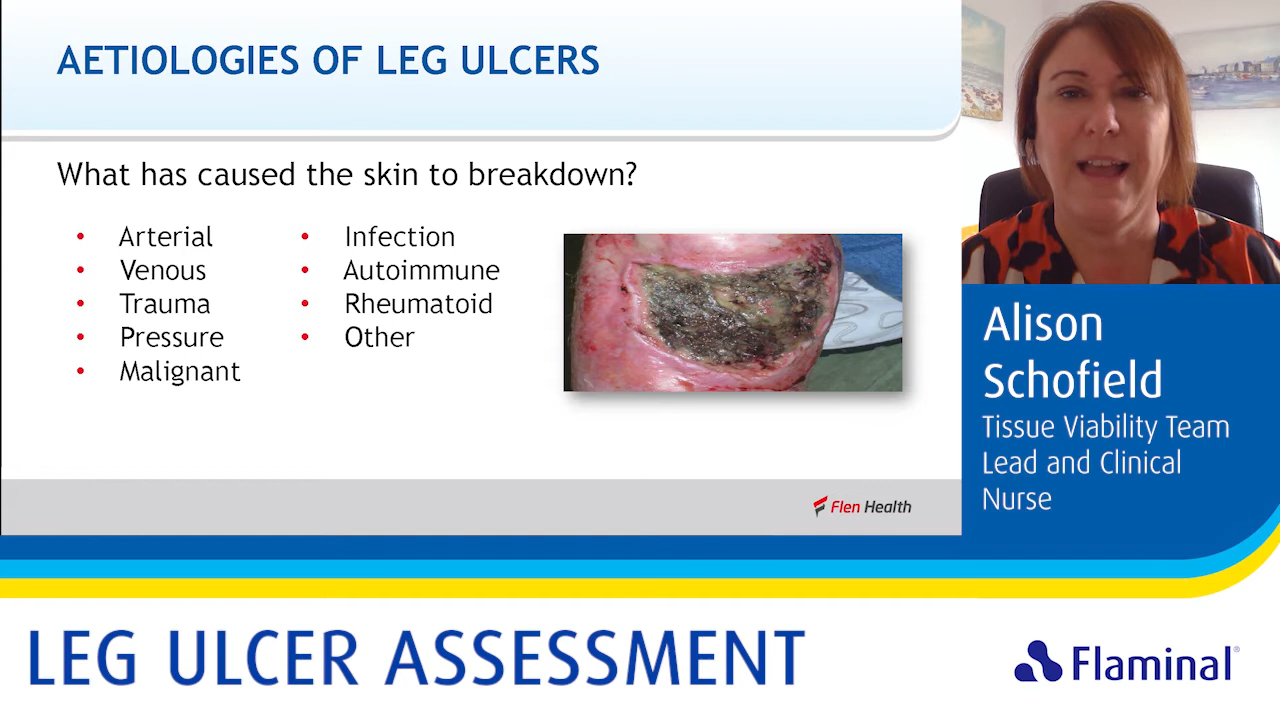 AETIOLOGIES OF LEG ULCERS
What has caused the skin to breakdown?
• Arterial
• Venous
• Trauma
• Pressure
• Malignant
• Infection
• Autoimmune
• Rheumatoid
• Other
Flen Health
Alison
Schofield
Tissue Viability Team
Lead and Clinical
Nurse
LEG ULCER ASSESSMENT
Flaminal®